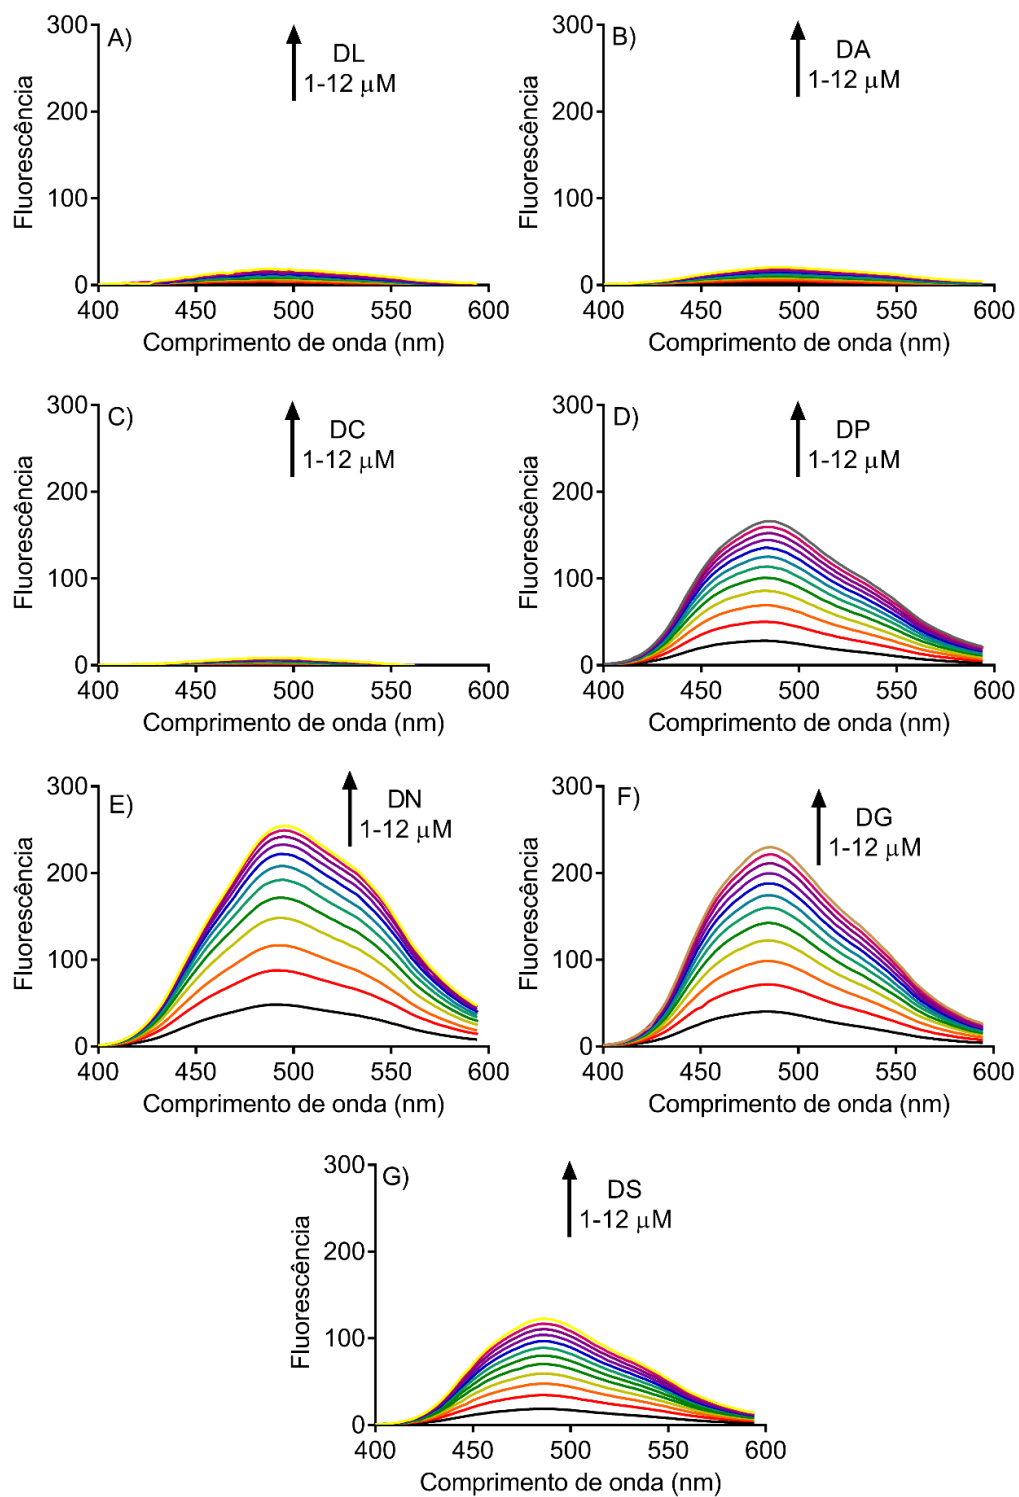 A)
DL
1-12 μM
Fluorescência
300
200
100
0
400 450 500 550 600
Comprimento de onda (nm)
B)
DA
1-12 μM
Fluorescência
300
200
100
0
400 450 500 550 600
Comprimento de onda (nm)
C)
DC
1-12 μM
Fluorescência
300
200
100
0
400 450 500 550 600
Comprimento de onda (nm)
D)
DP
1-12 μM
Fluorescência
300
200
100
0
400 450 500 550 600
Comprimento de onda (nm)
E)
DN
1-12 μM
Fluorescência
300
200
100
0
400 450 500 550 600
Comprimento de onda (nm)
F)
DG
1-12 μM
Fluorescência
300
200
100
0
400 450 500 550 600
Comprimento de onda (nm)
G)
DS
1-12 μM
Fluorescência
300
200
100
0
400 450 500 550 600
Comprimento de onda (nm)